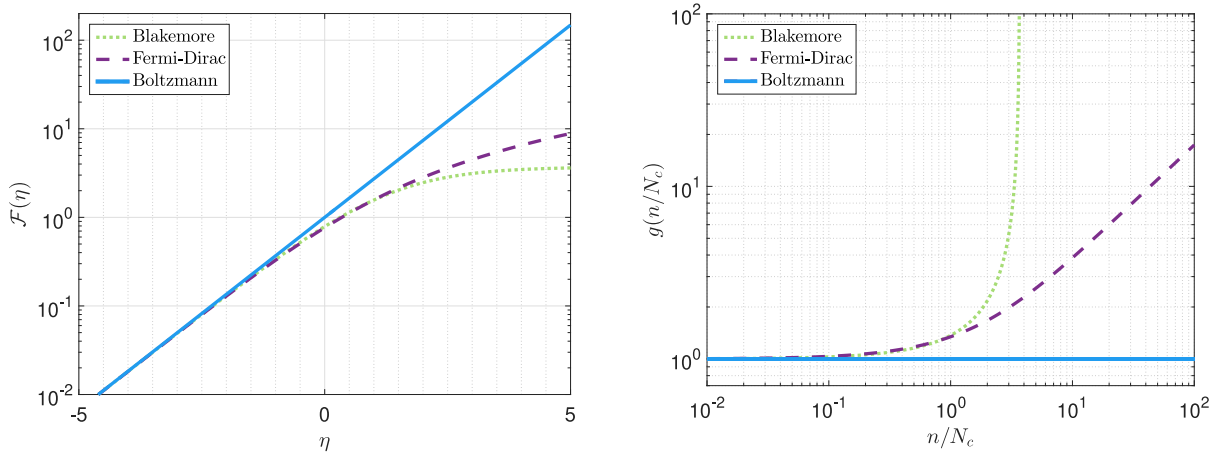 Blakemore
Fermi-Dirac
Boltzmann
10^2
10^1
10^0
10^-1
10^-2
-5
0
5
η
F(η)
Blakemore
Fermi-Dirac
Boltzmann
10^2
10^1
10^0
10^-2
10^-1
10^0
10^1
10^2
n/N_c
g(n/N_c)